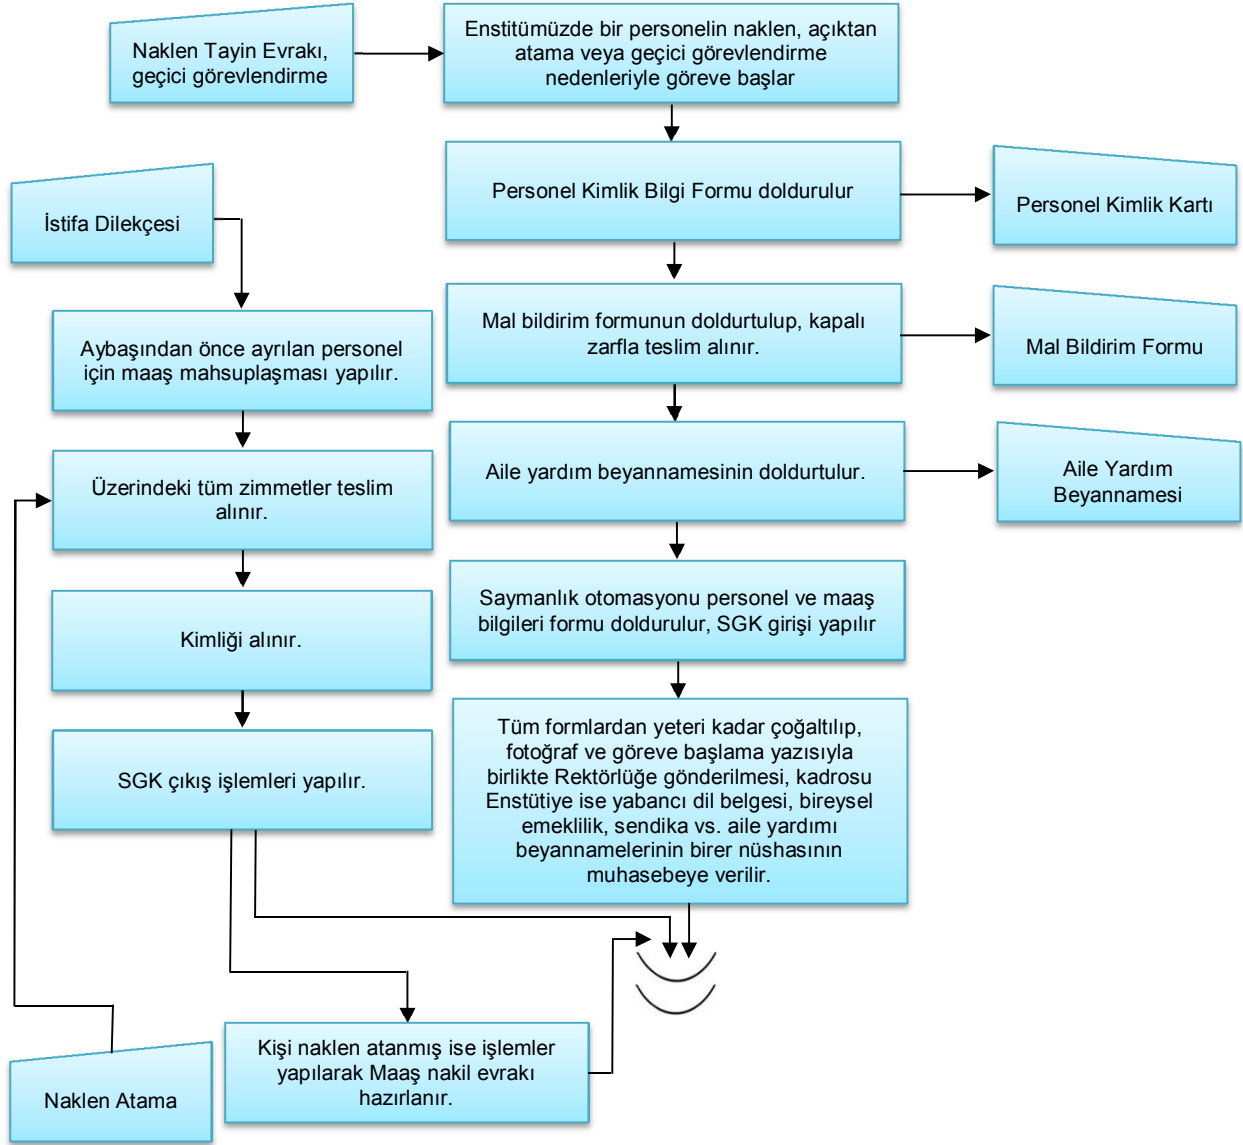 Naklen Tayin Evrakı,
geçici görevlendirme
Enstitümüzde bir personelin naklen, açıktan
atama veya geçici görevlendirme
nedenleriyle göreve başlar
Personel Kimlik Bilgi Formu doldurulur
Personel Kimlik Kartı
İstifa Dilekçesi
Mal bildirim formunun doldurtulup, kapalı
zarfla teslim alınır.
Mal Bildirim Formu
Aybaşından önce ayrılan personel
için maaş mahsuplaşması yapılır.
Aile yardım beyannamesinin doldurtulur.
Aile Yardım
Beyannamesi
Üzerindeki tüm zimmetler teslim
alınır.
Saymanlık otomasyonu personel ve maaş
bilgileri formu doldurulur, SGK girişi yapılır
Kimliği alınır.
Tüm formlardan yeteri kadar çoğaltılıp,
fotoğraf ve göreve başlama yazısıyla
birlikte Rektörlüğe gönderilmesi, kadrosu
Enstütiye ise yabancı dil belgesi, bireysel
emeklilik, sendika vs. aile yardımı
beyannamelerinin birer nüshasının
muhasebeye verilir.
SGK çıkış işlemleri yapılır.
Kişi naklen atanmış ise işlemler
yapılarak Maaş nakil evrakı
hazırlanır.
Naklen Atama